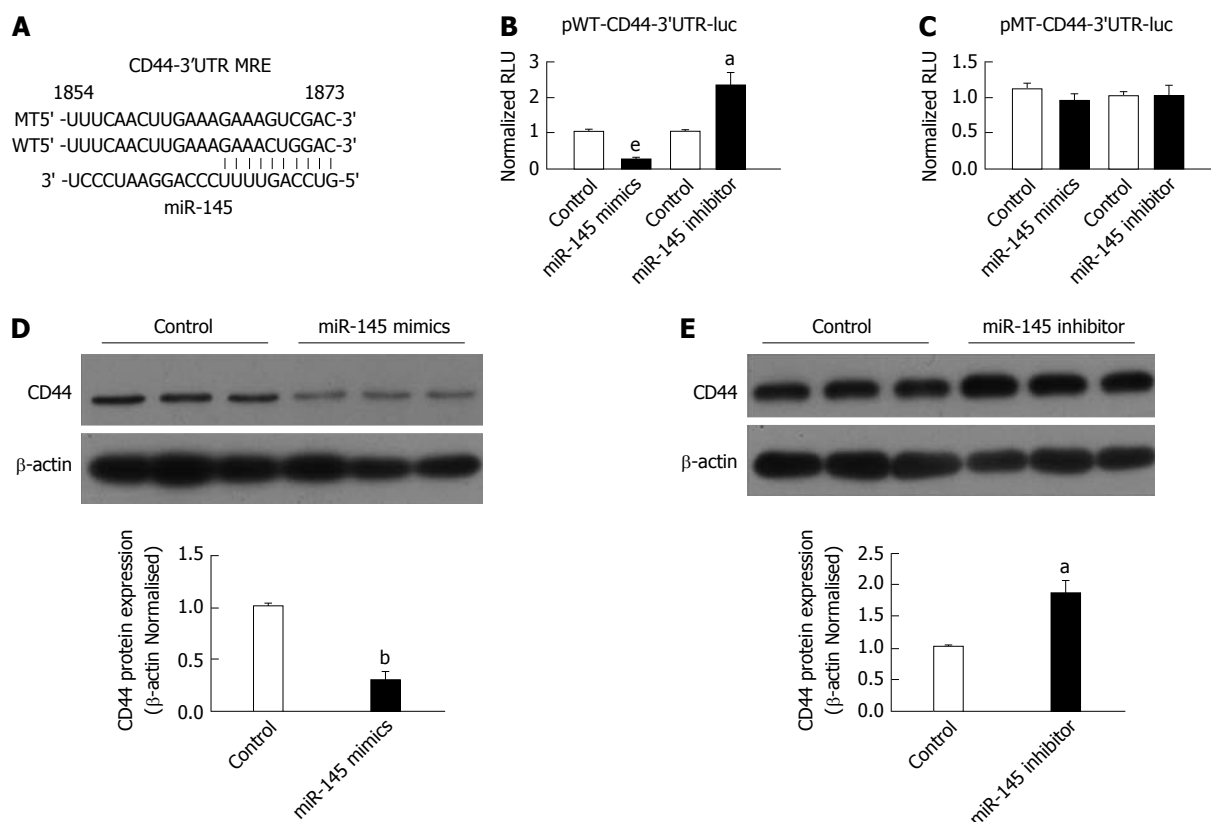 A
CD44-3'UTR MRE
1854 1873
MT5' -UUUCAACUUGAAAGAAAGUCGAC-3'
WT5' -UUUCAACUUGAAAGAAACUGGAC-3'
3' -UCCCUAAGGACCCUUUUGACCUG-5'
miR-145
B
pWT-CD44-3'UTR-luc
Normalized RLU
3
2
1
0
e
a
Control
miR-145 mimics
Control
miR-145 inhibitor
C
pMT-CD44-3'UTR-luc
Normalized RLU
1.5
1.0
0.5
0
Control
miR-145 mimics
Control
miR-145 inhibitor
D
Control miR-145 mimics
CD44
β-actin
CD44 protein expression
(β-actin Normalised)
1.5
1.0
0.5
0.0
b
Control
miR-145 mimics
E
Control miR-145 inhibitor
CD44
β-actin
CD44 protein expression
(β-actin Normalised)
2.5
2.0
1.5
1.0
0.5
0.0
a
Control
miR-145 inhibitor